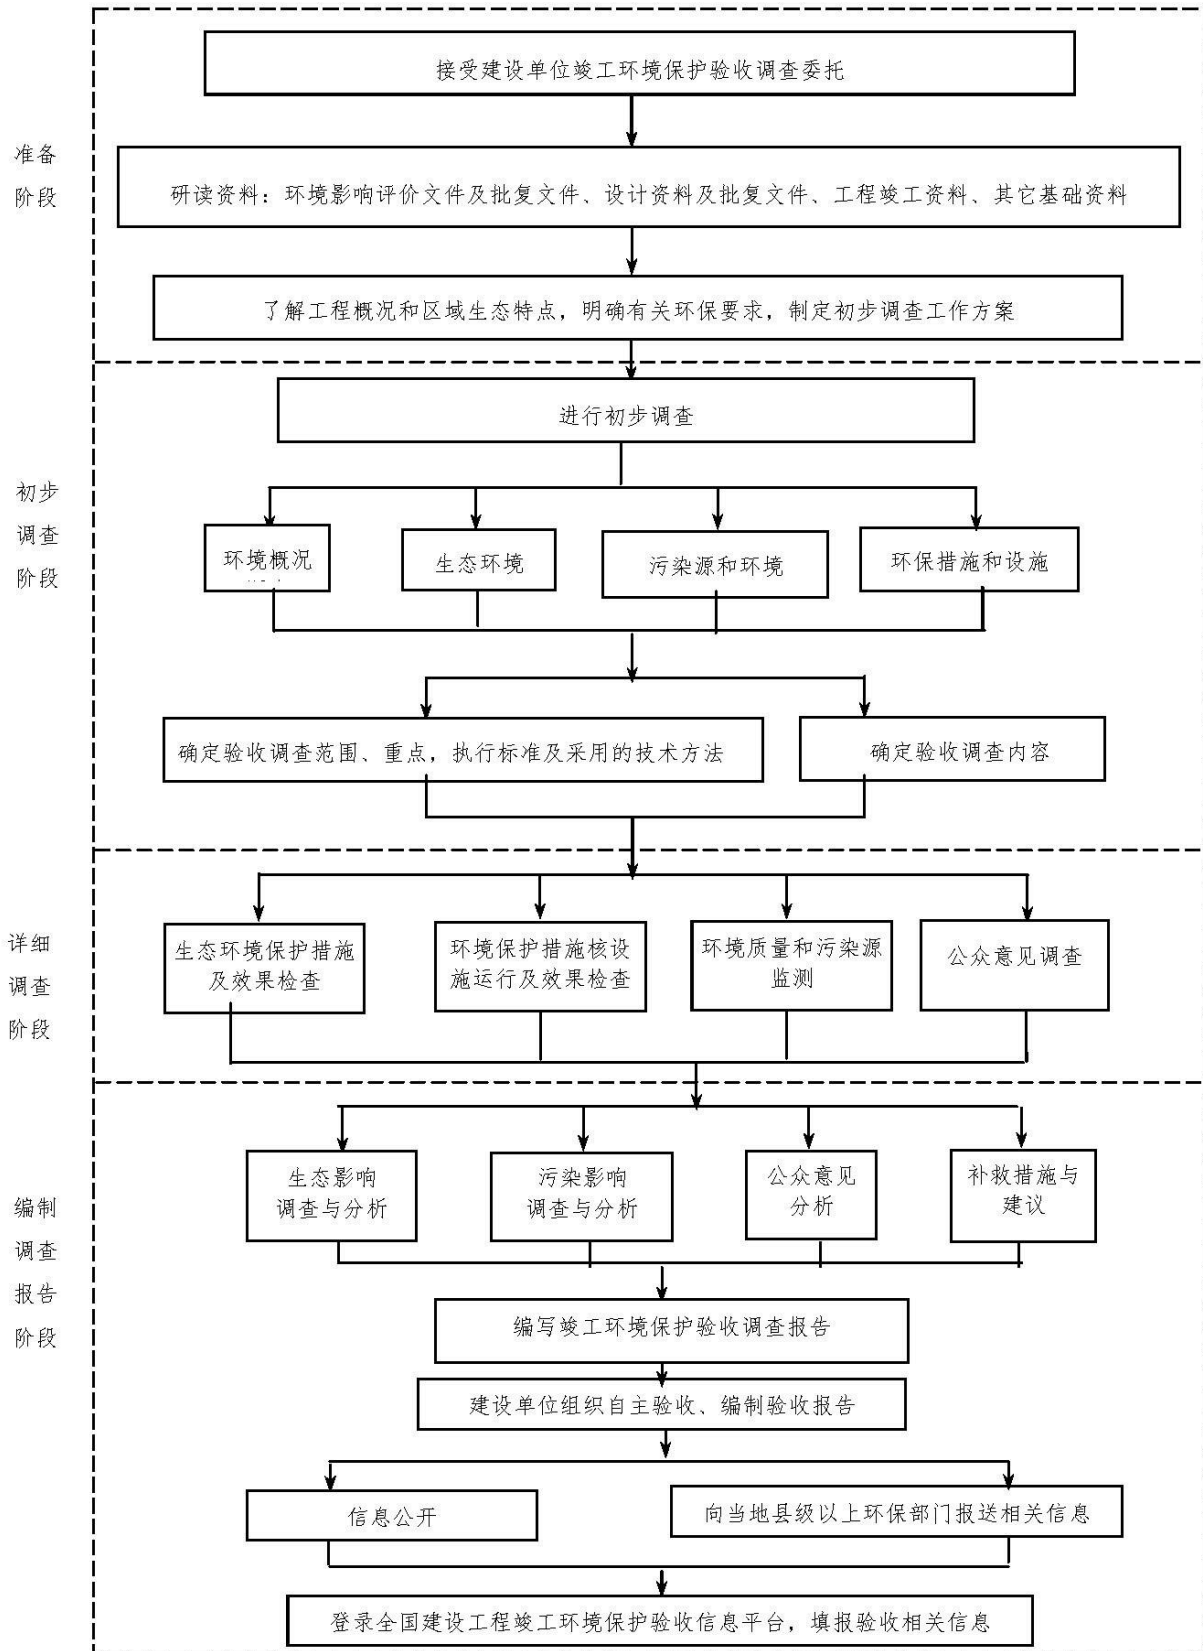 接受建设单位竣工环境保护验收调查委托
准备
阶段
研读资料：环境影响评价文件及批复文件、设计资料及批复文件、工程竣工资料、其它基础资料
了解工程概况和区域生态特点，明确有关环保要求，制定初步调查工作方案
初步
调查
阶段
进行初步调查
环境概况
生态环境
污染源和环境
环保措施和设施
确定验收调查范围、重点，执行标准及采用的技术方法
确定验收调查内容
详细
调查
阶段
生态环境保护措施
及效果检查
环境保护措施核设
施运行及效果检查
环境质量和污染源
监测
公众意见调查
编制
调查
报告
阶段
生态影响
调查与分析
污染影响
调查与分析
公众意见
分析
补救措施与
建议
编写竣工环境保护验收调查报告
建设单位组织自主验收、编制验收报告
信息公开
向当地县级以上环保部门报送相关信息
登录全国建设工程竣工环境保护验收信息平台，填报验收相关信息